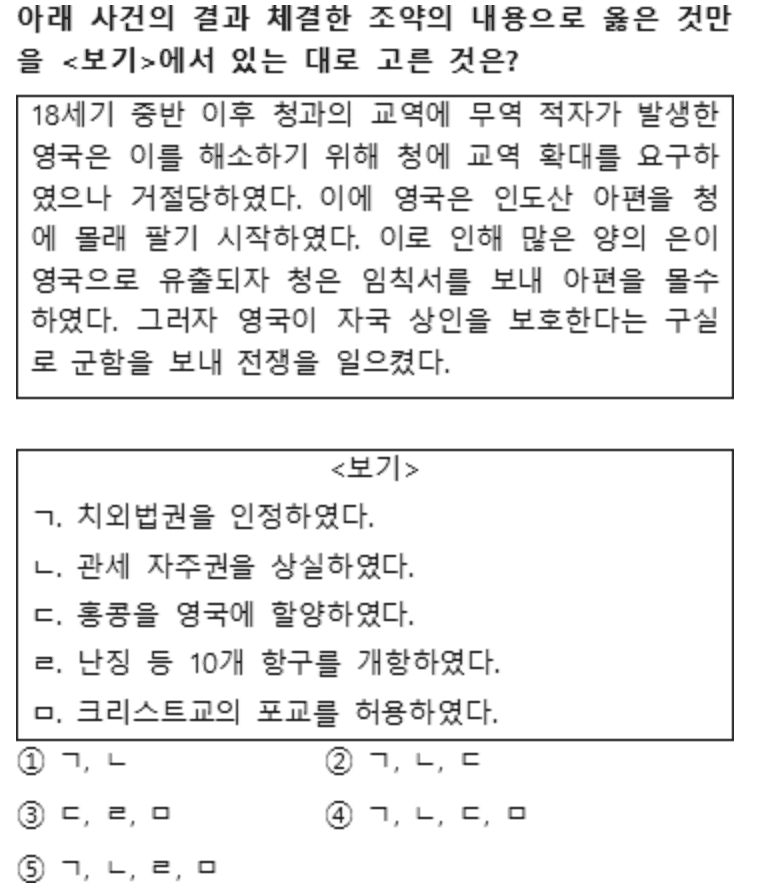 아래 사건의 결과 체결한 조약의 내용으로 옳은 것만
을 <보기>에서 있는 대로 고른 것은?
18세기 중반 이후 청과의 교역에 무역 적자가 발생한
영국은 이를 해소하기 위해 청에 교역 확대를 요구하
였으나 거절당하였다. 이에 영국은 인도산 아편을 청
에 몰래 팔기 시작하였다. 이로 인해 많은 양의 은이
영국으로 유출되자 청은 임칙서를 보내 아편을 몰수
하였다. 그러자 영국이 자국 상인을 보호한다는 구실
로 군함을 보내 전쟁을 일으켰다.
<보기>
ㄱ. 치외법권을 인정하였다.
ㄴ. 관세 자주권을 상실하였다.
ㄷ. 홍콩을 영국에 할양하였다.
ㄹ. 난징 등 10개 항구를 개항하였다.
ㅁ. 크리스트교의 포교를 허용하였다.
① ㄱ, ㄴ ② ㄱ, ㄴ, ㄷ
③ ㄷ, ㄹ, ㅁ ④ ㄱ, ㄴ, ㄷ, ㅁ
⑤ ㄱ, ㄴ, ㄹ, ㅁ